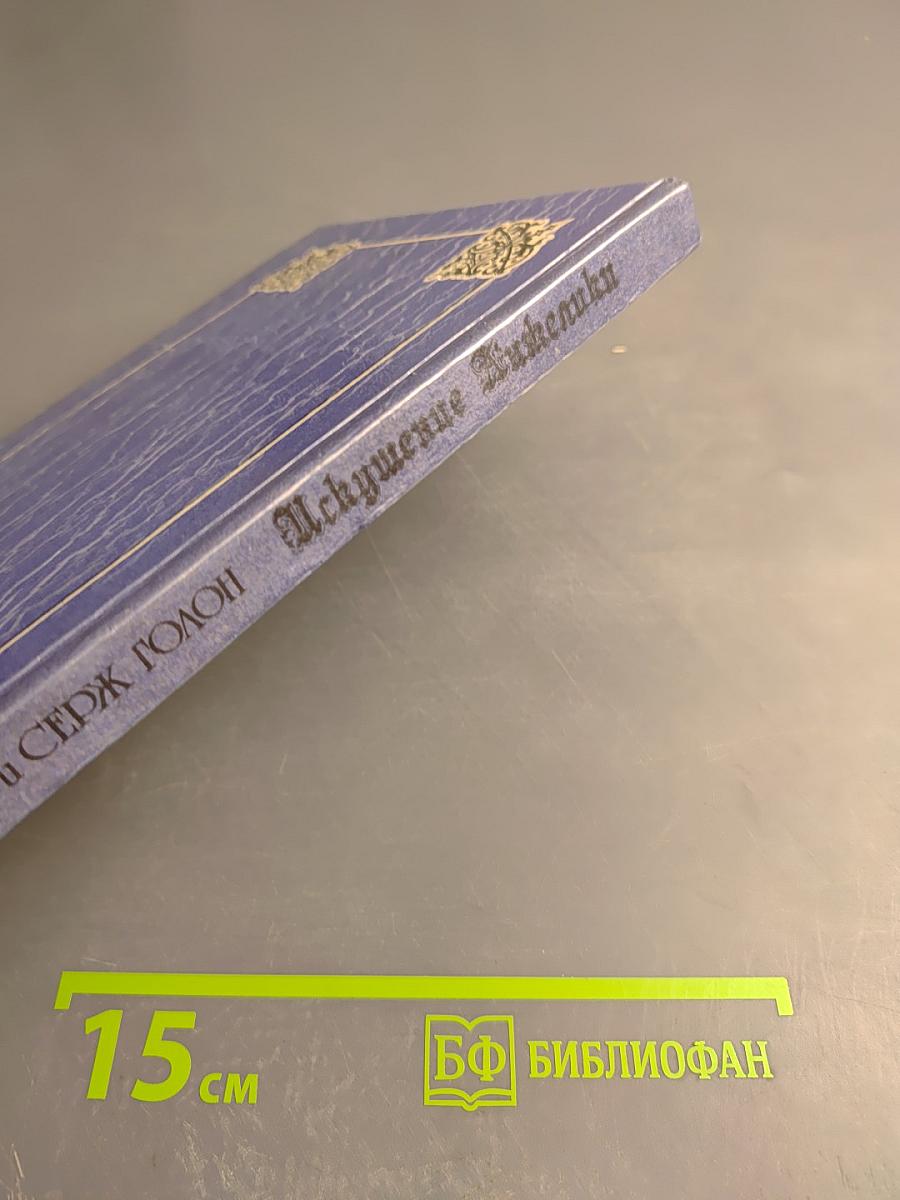 и СЕРЖ ГОЛОН Искушение Анжелики
15 см
БФ БИБЛИОФАН